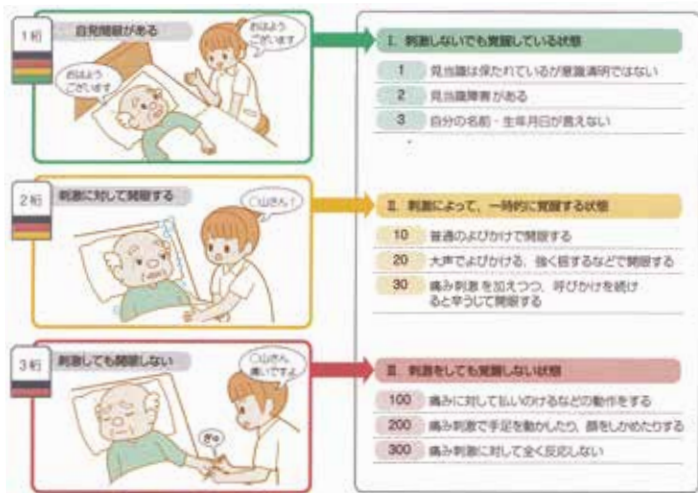 1桁
自発開眼がある
おはよう
ございます
おはよう
ございます
Ⅰ. 刺激しないでも覚醒している状態
1 見当識は保たれているが意識清明ではない
2 見当識障害がある
3 自分の名前・生年月日が言えない
2桁
刺激に対して開眼する
〇山さん！
Ⅱ. 刺激によって、一時的に覚醒する状態
10 普通のよびかけで開眼する
20 大声でよびかける、強く揺するなどで開眼する
30 痛み刺激を加えつつ、呼びかけを続け
ると辛うじて開眼する
3桁
刺激しても開眼しない
〇山さん
痛いですよ
ぎゅ
Ⅲ. 刺激をしても覚醒しない状態
100 痛みに対して払いのけるなどの動作をする
200 痛み刺激で手足を動かしたり、顔をしかめたりする
300 痛み刺激に対して全く反応しない